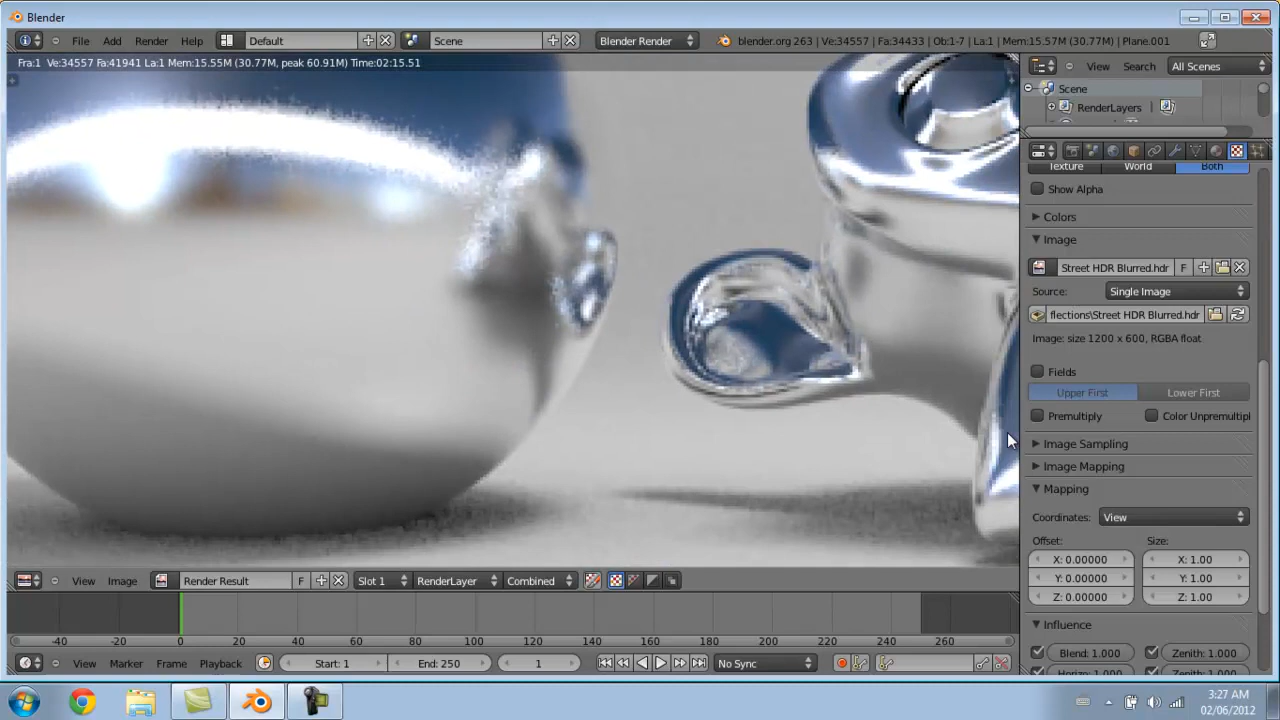 Blender
File Add Render Help Default Scene Blender Render blender.org 263 | Ve:34557 | Fa:34433 | Ob:1-7 | La:1 | Mem:15.57M (30.77M) | Plane.001
Fra:1 Ve:34557 Fa:41941 La:1 Mem:15.55M (30.77M, peak 60.91M) Time:02:15.51
View Search All Scenes
Scene
RenderLayers
Texture World Both
Show Alpha
Colors
Image
Street HDR Blurred.hdr F
Source: Single Image
flections\Street HDR Blurred.hdr
Image: size 1200 x 600, RGBA float
Fields
Upper First Lower First
Premultiply Color Unpremultipl
Image Sampling
Image Mapping
Mapping
Coordinates: View
Offset: Size:
X: 0.00000 X: 1.00
Y: 0.00000 Y: 1.00
Z: 0.00000 Z: 1.00
Influence
Blend: 1.000 Zenith: 1.000
Horizo: 1.000 Zenith: 1.000
View Image Render Result F Slot 1 RenderLayer Combined
-40 -20 0 20 40 60 80 100 120 140 160 180 200 220 240 260
View Marker Frame Playback Start: 1 End: 250 1 No Sync
3:27 AM
02/06/2012